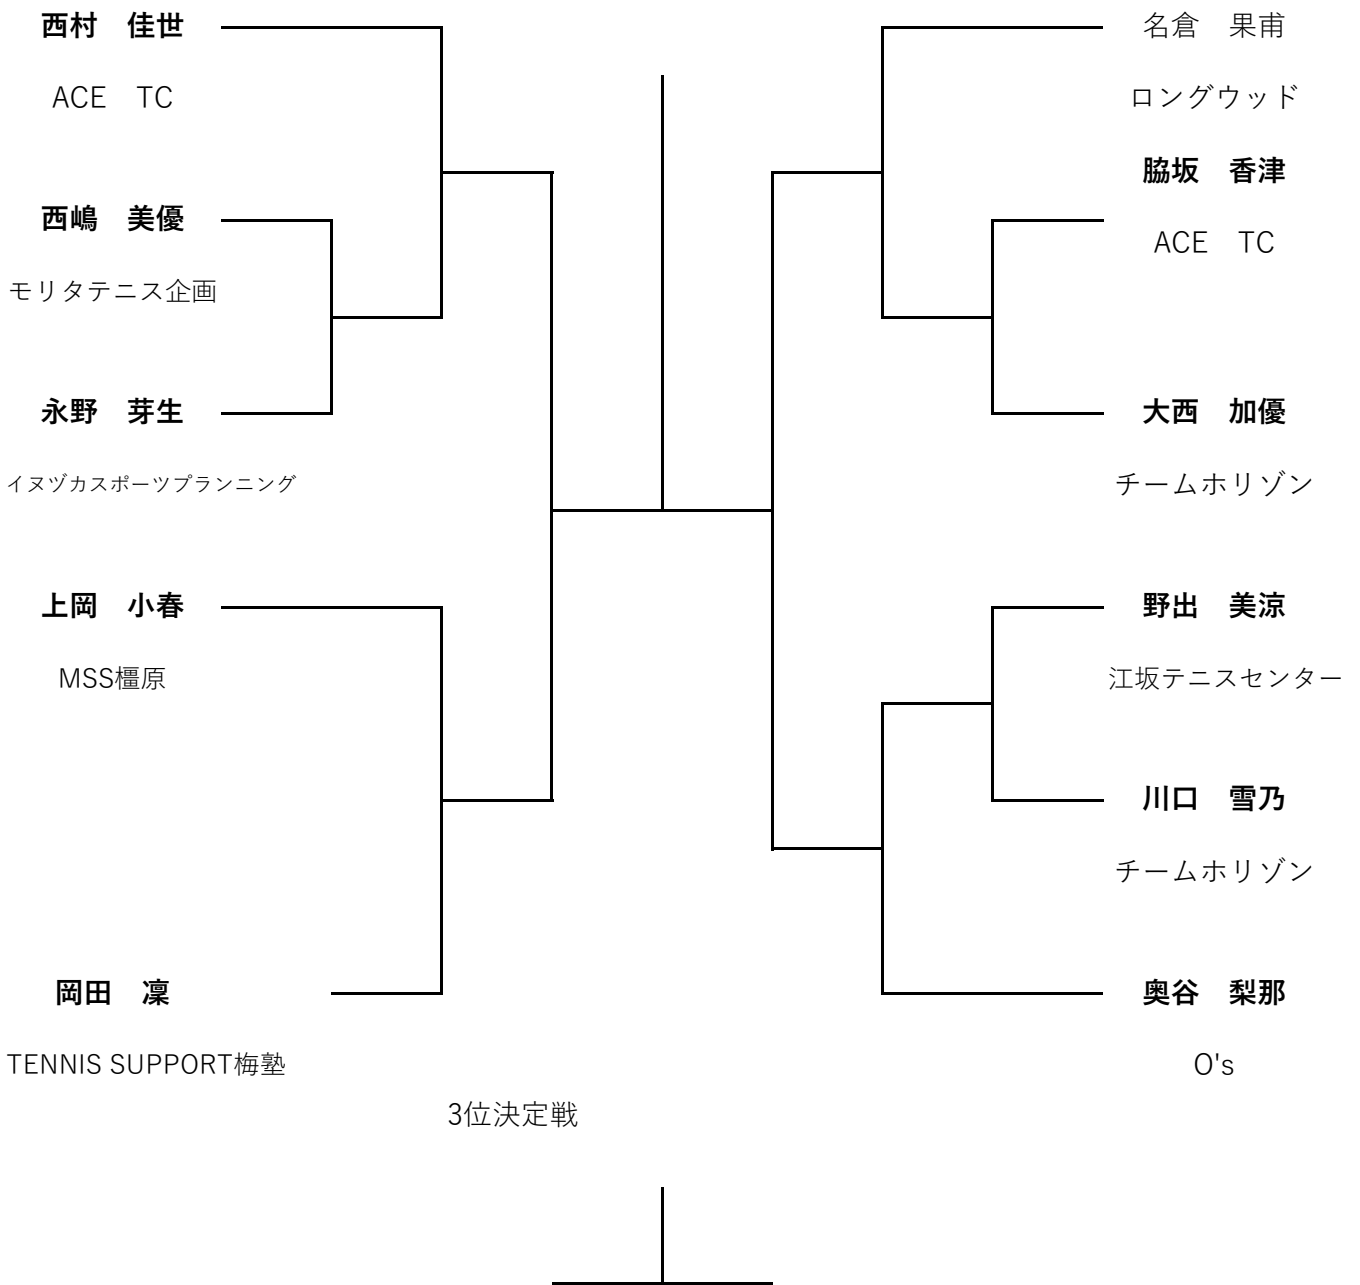 西村　佳世
ACE　TC
西嶋　美優
モリタテニス企画
永野　芽生
イヌヅカスポーツプランニング
上岡　小春
MSS橿原
岡田　凜
TENNIS SUPPORT梅塾
名倉　果甫
ロングウッド
脇坂　香津
ACE　TC
大西　加優
チームホリゾン
野出　美涼
江坂テニスセンター
川口　雪乃
チームホリゾン
奥谷　梨那
O's
3位決定戦